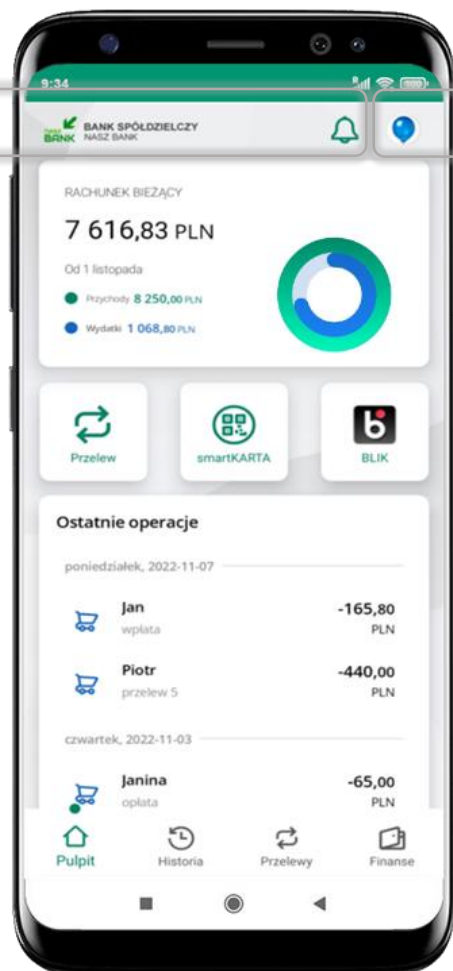 9:34
100
nasz
BANK
BANK SPÓŁDZIELCZY
NASZ BANK
RACHUNEK BIEŻĄCY
7 616,83 PLN
Od 1 listopada
Przychody 8 250,00 PLN
Wydatki 1 068,80 PLN
Przelew
smartKARTA
BLIK
Ostatnie operacje
poniedziałek, 2022-11-07
Jan -165,80
wpłata PLN
Piotr -440,00
przelew 5 PLN
czwartek, 2022-11-03
Janina -65,00
opłata PLN
Pulpit Historia Przelewy Finanse